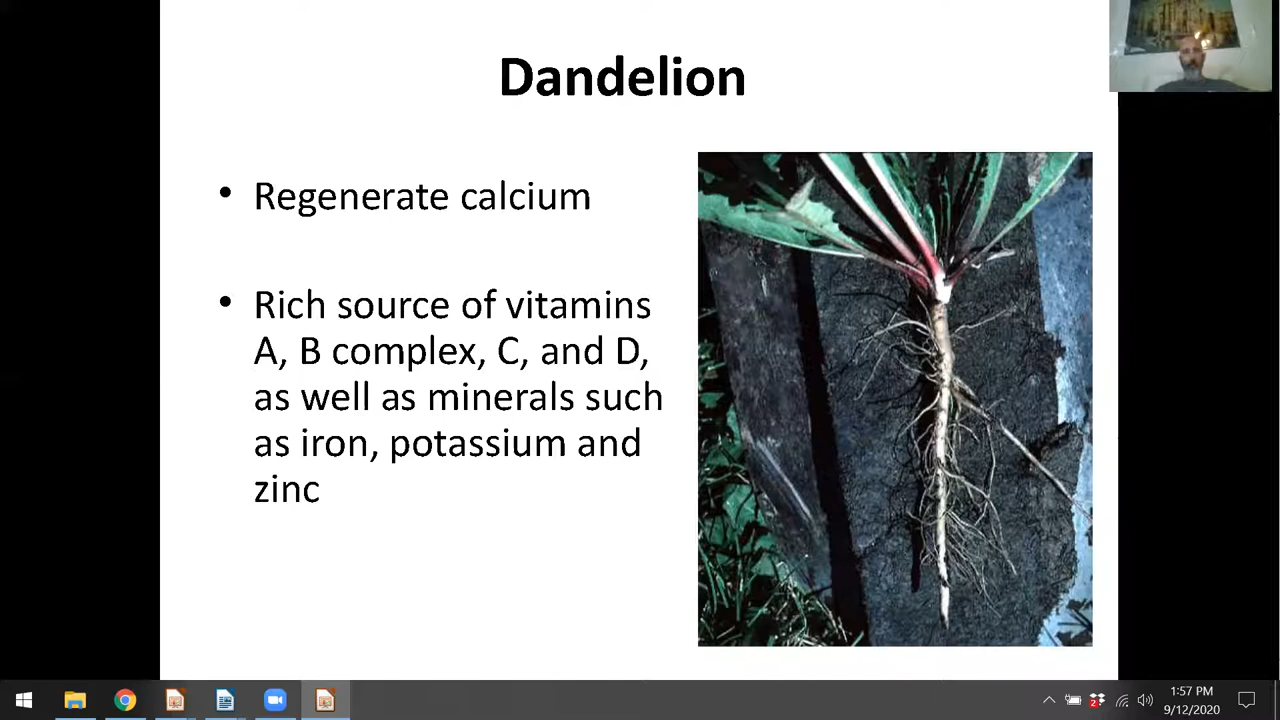 Dandelion
• Regenerate calcium
• Rich source of vitamins
A, B complex, C, and D,
as well as minerals such
as iron, potassium and
zinc
2
1:57 PM
9/12/2020